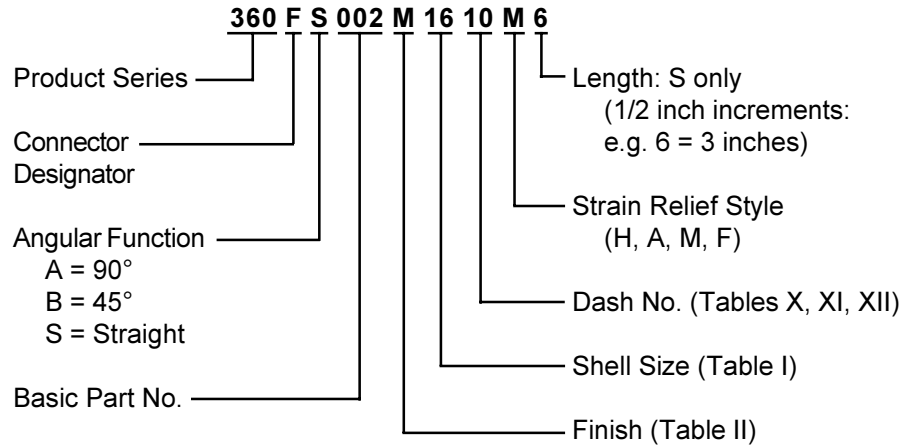 360 F S 002 M 16 10 M 6
Product Series
Connector
Designator
Angular Function
A = 90°
B = 45°
S = Straight
Basic Part No.
Length: S only
(1/2 inch increments:
e.g. 6 = 3 inches)
Strain Relief Style
(H, A, M, F)
Dash No. (Tables X, XI, XII)
Shell Size (Table I)
Finish (Table II)